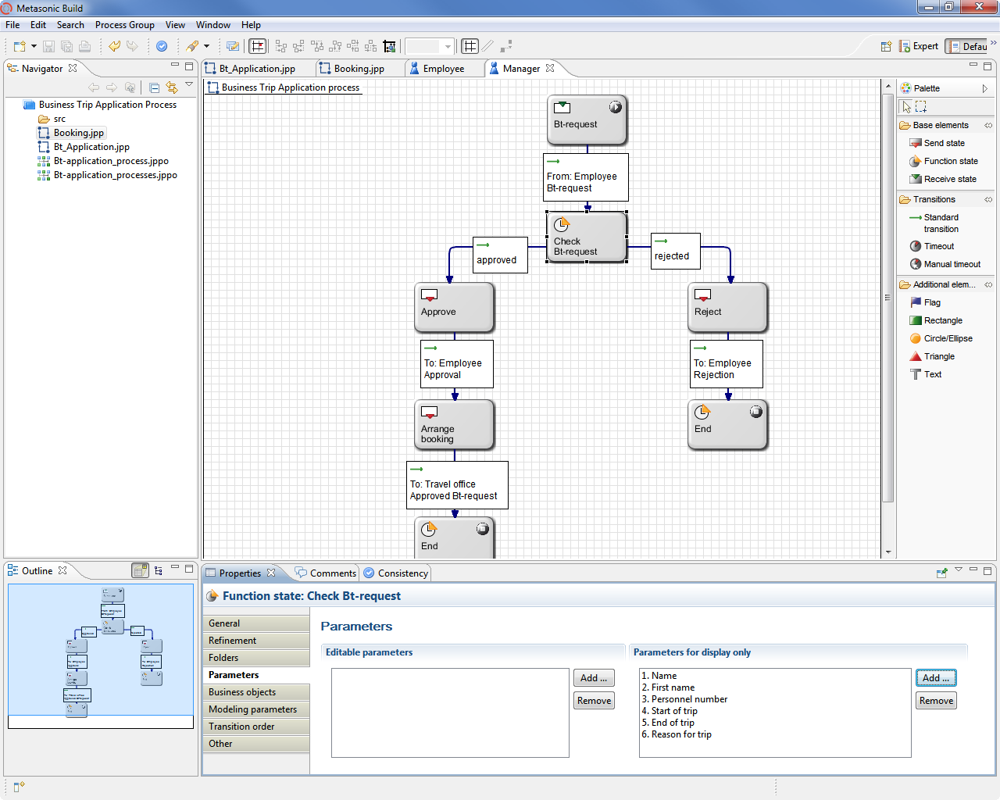 Metasonic Build
File Edit Search Process Group View Window Help
Expert Defau
Navigator
Business Trip Application Process
src
Booking.jpp
Bt_Application.jpp
Bt-application_process.jppo
Bt-application_processes.jppo
Bt_Application.jpp Booking.jpp Employee Manager
Business Trip Application process
Bt-request
From: Employee
Bt-request
Check
Bt-request
approved
rejected
Approve
Reject
To: Employee
Approval
To: Employee
Rejection
Arrange
booking
End
To: Travel office
Approved Bt-request
End
Palette
Base elements
Send state
Function state
Receive state
Transitions
Standard
transition
Timeout
Manual timeout
Additional elem...
Flag
Rectangle
Circle/Ellipse
Triangle
Text
Outline
Properties Comments Consistency
Function state: Check Bt-request
General
Refinement
Folders
Parameters
Business objects
Modeling parameters
Transition order
Other
Parameters
Editable parameters
Add ...
Remove
Parameters for display only
1. Name
2. First name
3. Personnel number
4. Start of trip
5. End of trip
6. Reason for trip
Add ...
Remove